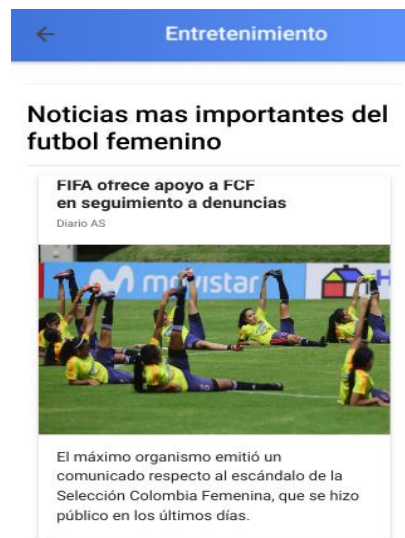 Entretenimiento
Noticias mas importantes del
futbol femenino
FIFA ofrece apoyo a FCF
en seguimiento a denuncias
Diario AS
movistar
H
El máximo organismo emitió un
comunicado respecto al escándalo de la
Selección Colombia Femenina, que se hizo
público en los últimos días.